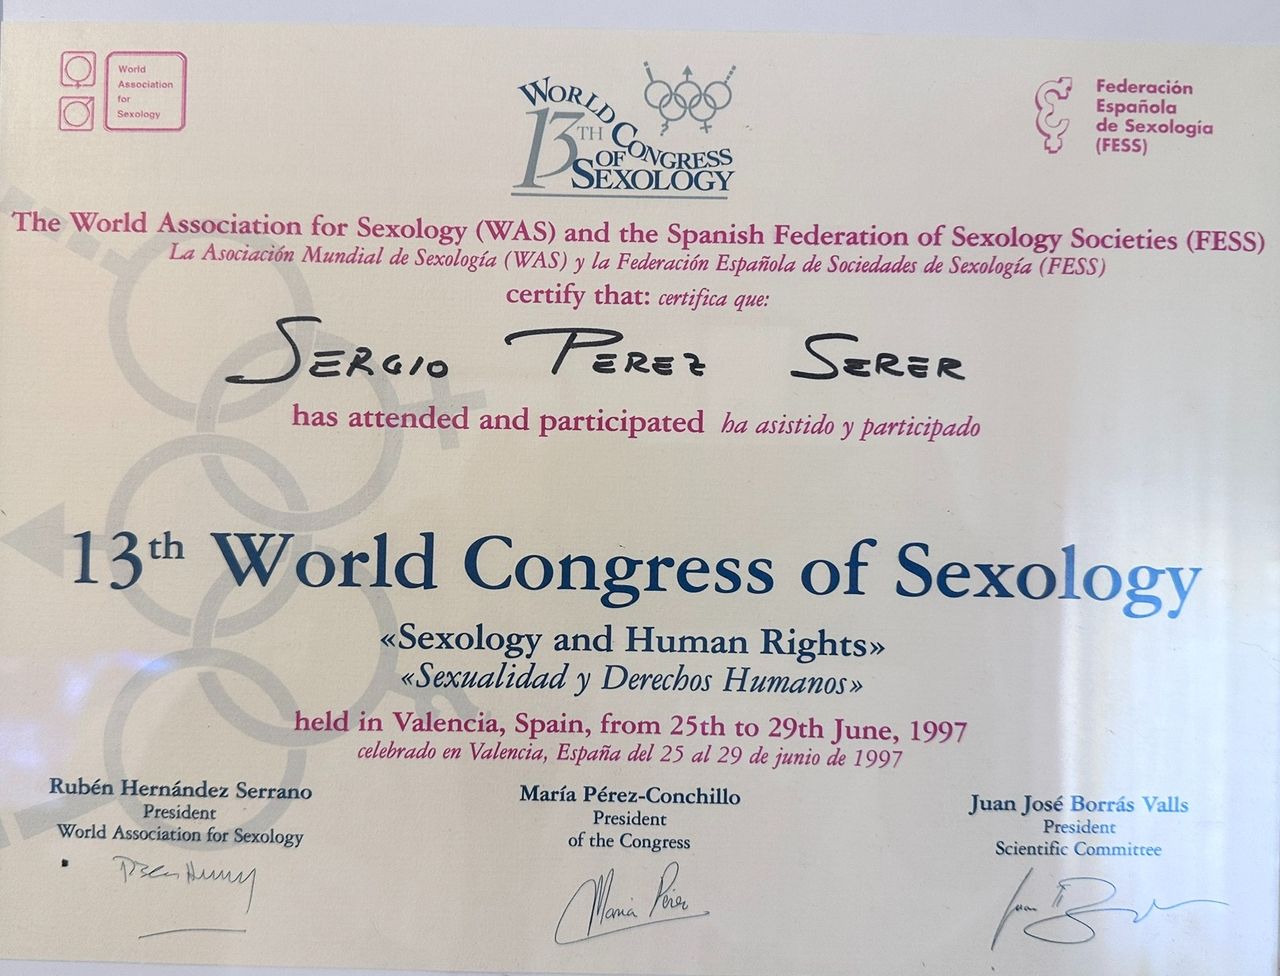 World
Association
for
Sexology
WORLD
13TH CONGRESS
OF
SEXOLOGY
Federación
Española
de Sexología
(FESS)
The World Association for Sexology (WAS) and the Spanish Federation of Sexology Societies (FESS)
La Asociación Mundial de Sexología (WAS) y la Federación Española de Sociedades de Sexología (FESS)
certify that: certifica que:
SERGIO PEREZ SERER
has attended and participated ha asistido y participado
13th World Congress of Sexology
«Sexology and Human Rights»
«Sexualidad y Derechos Humanos»
held in Valencia, Spain, from 25th to 29th June, 1997
celebrado en Valencia, España del 25 al 29 de junio de 1997
Rubén Hernández Serrano
President
World Association for Sexology
María Pérez-Conchillo
President
of the Congress
Maria Pérez
Juan José Borrás Valls
President
Scientific Committee